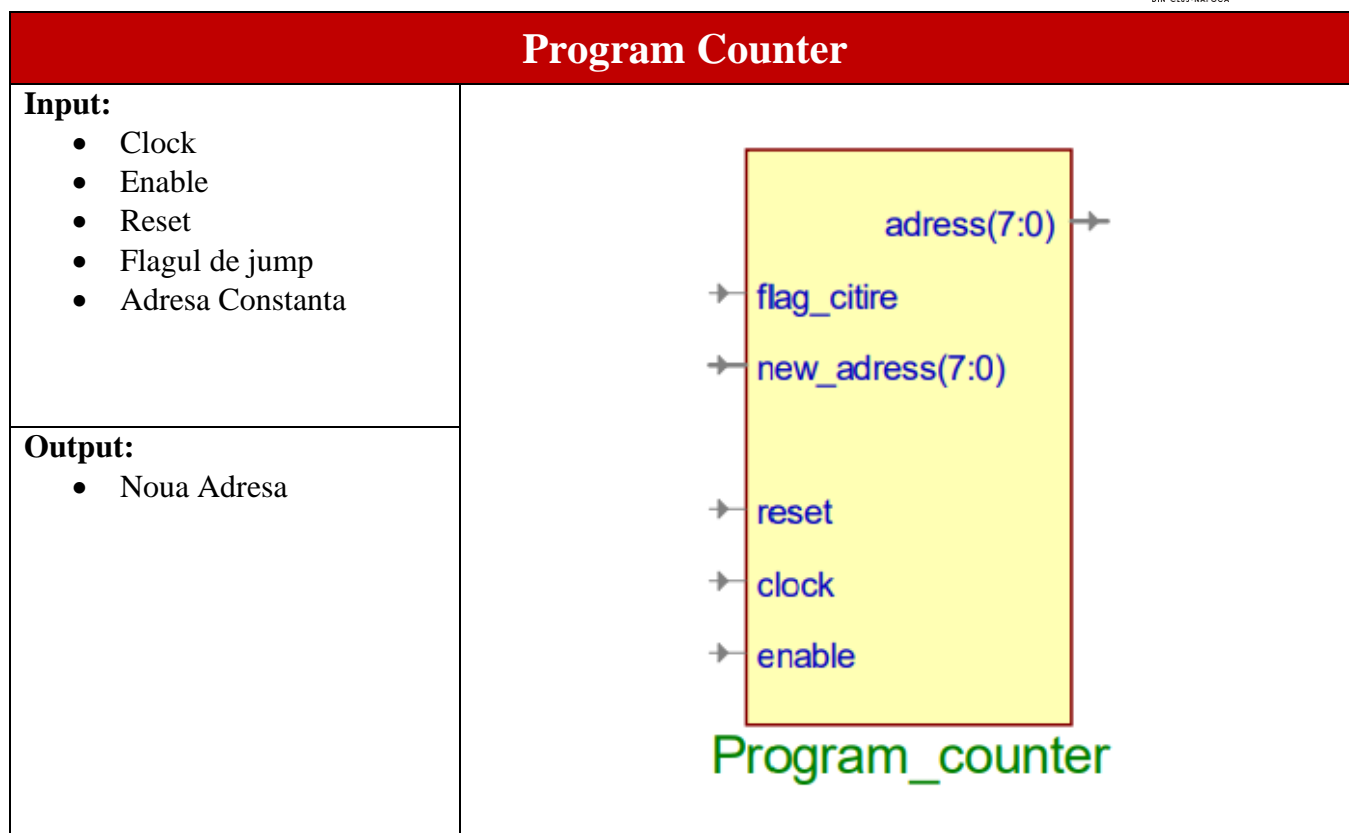 Program Counter
Input:
• Clock
• Enable
• Reset
• Flagul de jump
• Adresa Constanta
Output:
• Noua Adresa
adress(7:0)
flag_citire
new_adress(7:0)
reset
clock
enable
Program_counter